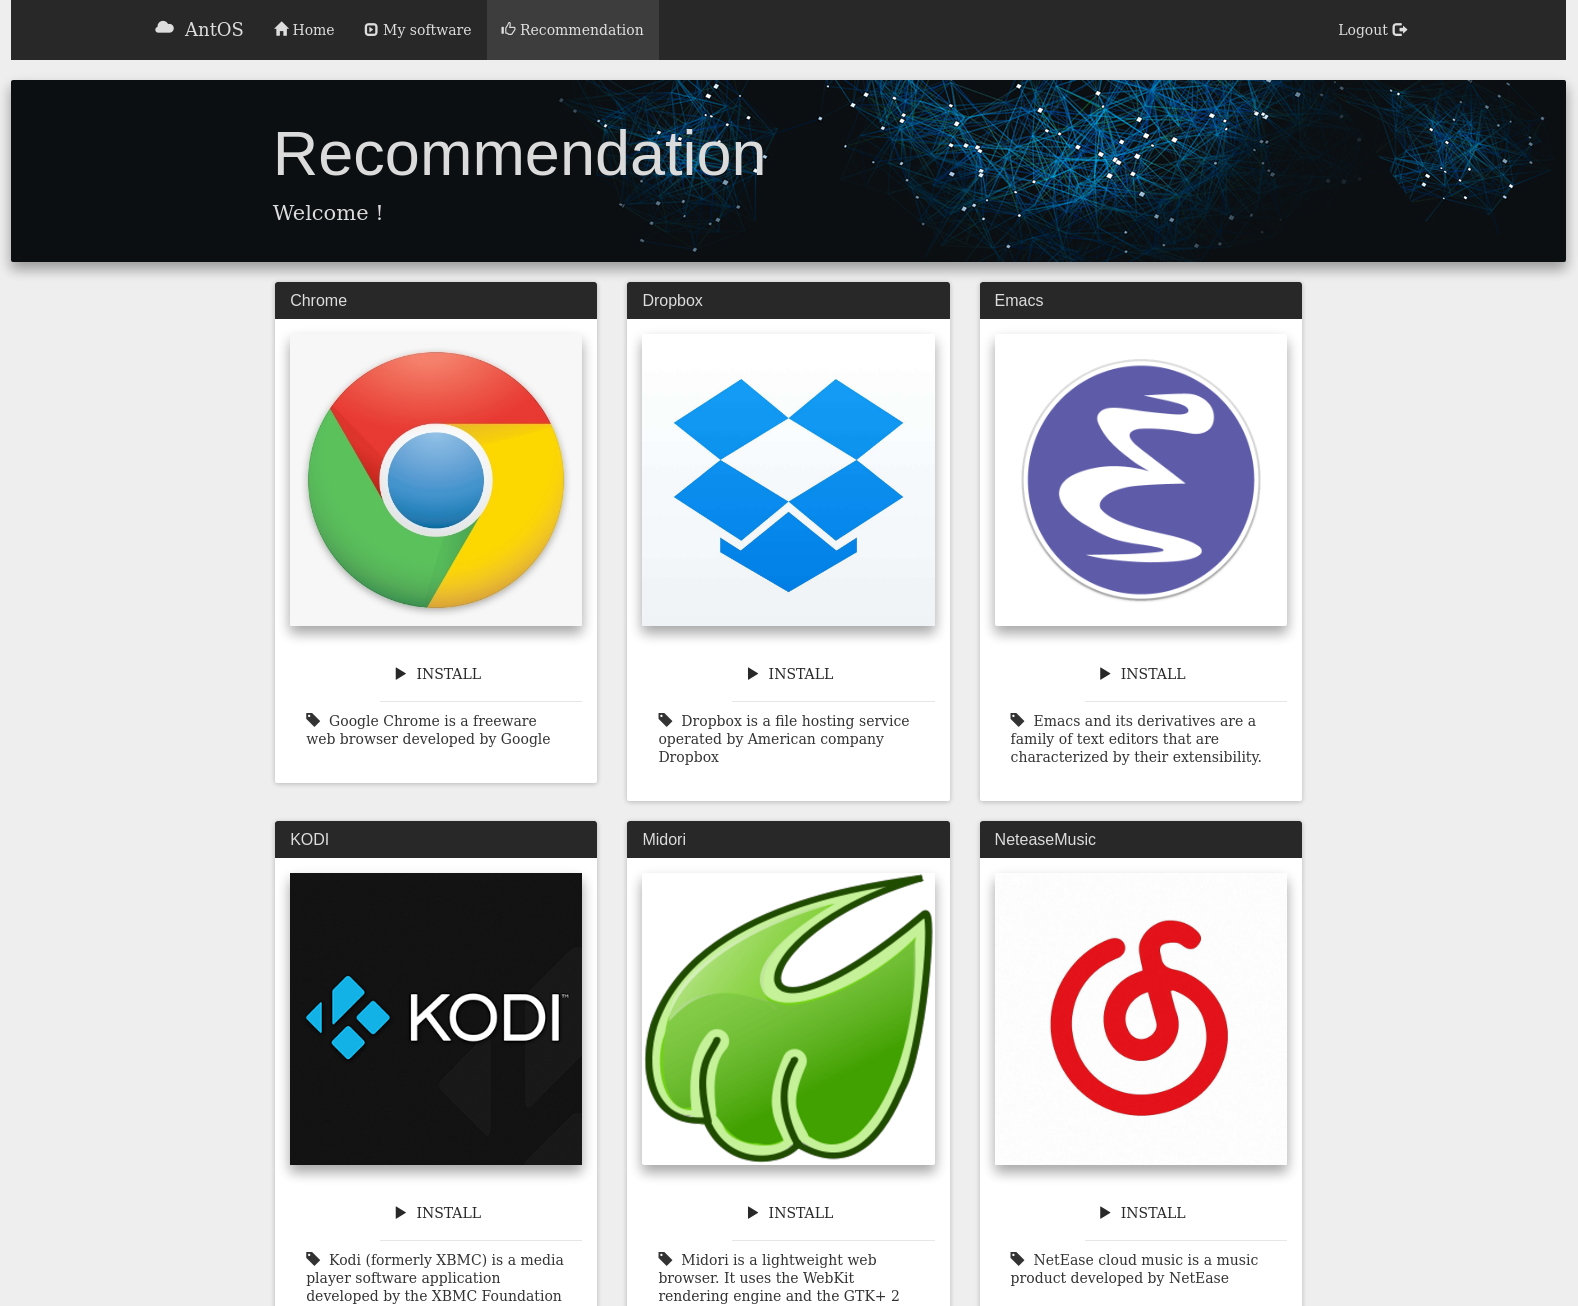 AntOS Home My software Recommendation Logout
Recommendation
Welcome !
Chrome
INSTALL
Google Chrome is a freeware
web browser developed by Google
Dropbox
INSTALL
Dropbox is a file hosting service
operated by American company
Dropbox
Emacs
INSTALL
Emacs and its derivatives are a
family of text editors that are
characterized by their extensibility.
KODI
KODI™
INSTALL
Kodi (formerly XBMC) is a media
player software application
developed by the XBMC Foundation
Midori
INSTALL
Midori is a lightweight web
browser. It uses the WebKit
rendering engine and the GTK+ 2
NeteaseMusic
INSTALL
NetEase cloud music is a music
product developed by NetEase